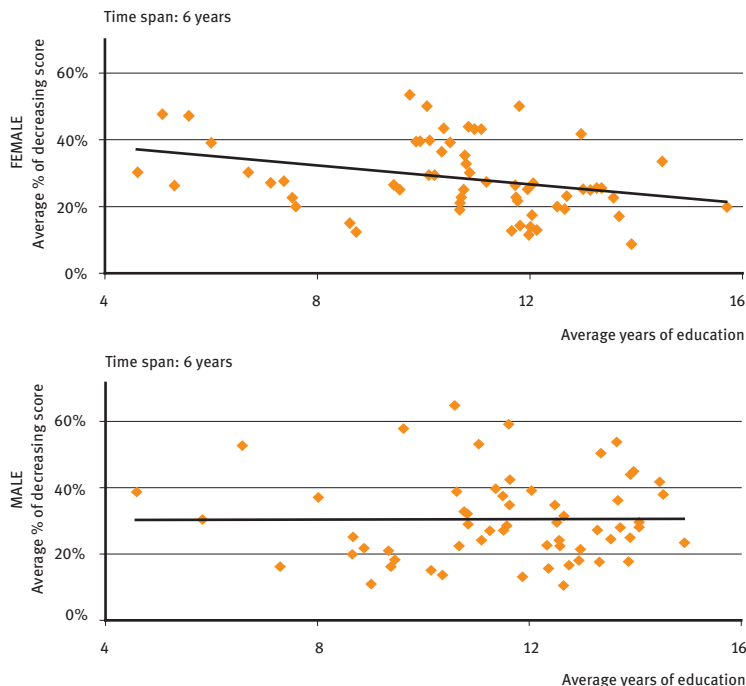 Time span: 6 years
FEMALE
Average % of decreasing score
60%
40%
20%
0%
4 8 12 16
Average years of education
Time span: 6 years
MALE
Average % of decreasing score
60%
40%
20%
0%
4 8 12 16
Average years of education